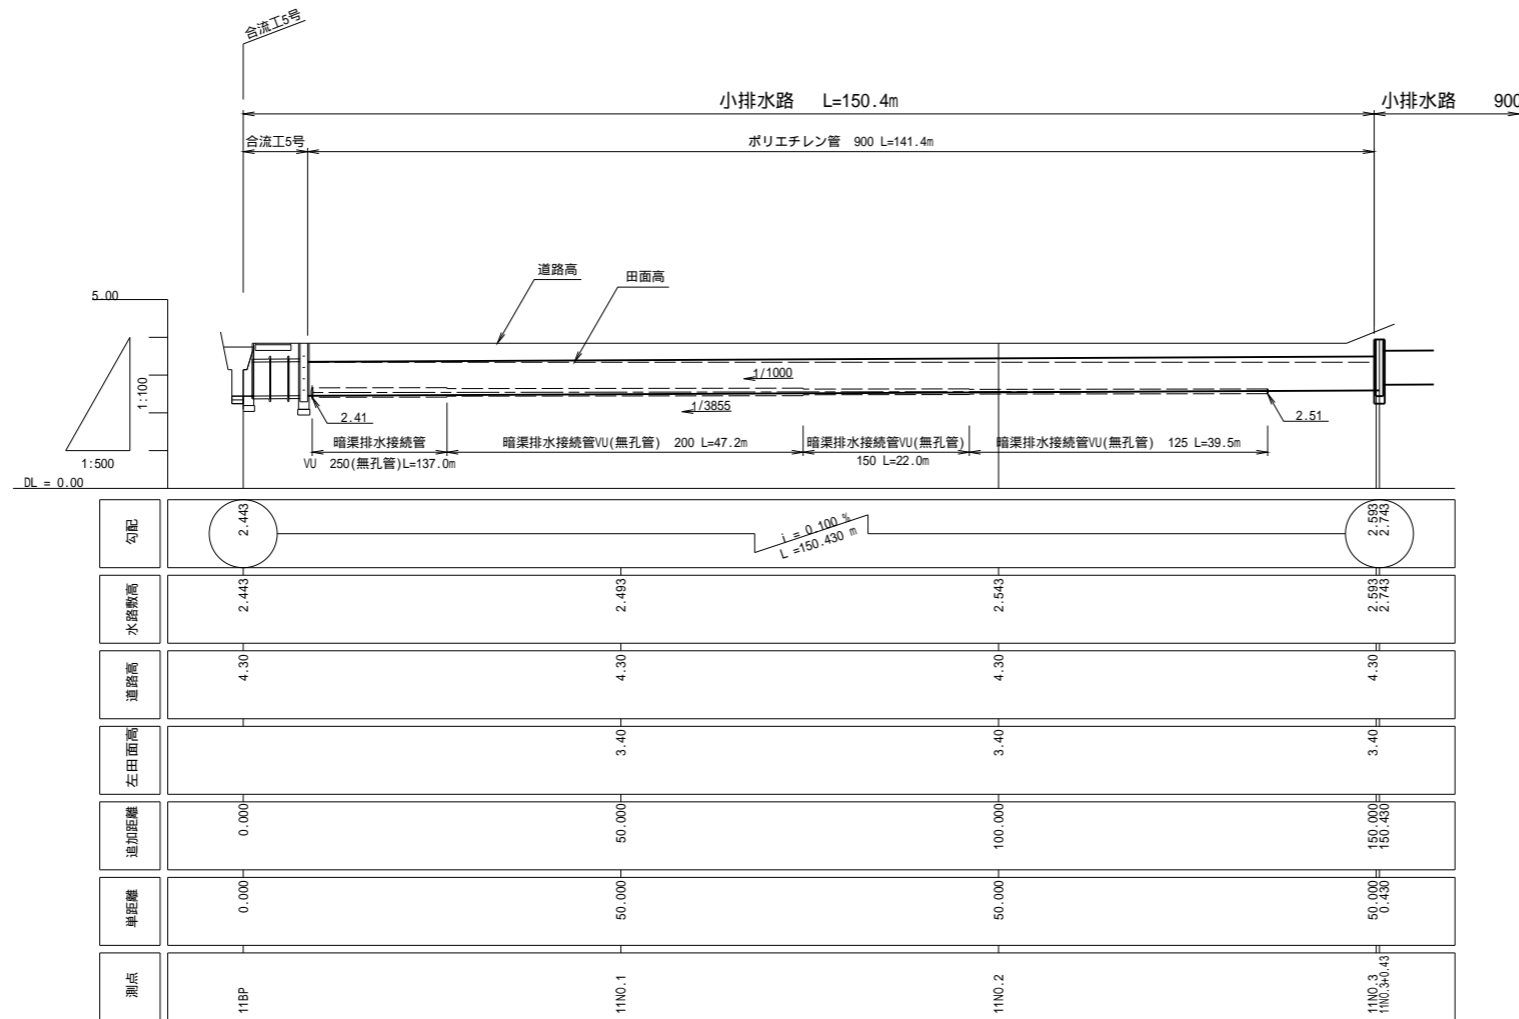 合流工5号
小排水路 L=150.4m
小排水路 900
合流工5号
ポリエチレン管 900 L=141.4m
道路高
田面高
5.00
1:100
1:500
1/1000
1/3855
2.41
2.51
暗渠排水接続管
VU 250(無孔管)L=137.0m
暗渠排水接続管VU(無孔管) 200 L=47.2m
暗渠排水接続管VU(無孔管)
150 L=22.0m
暗渠排水接続管VU(無孔管) 125 L=39.5m
DL = 0.00
勾配
2.443
i = 0.100 %
L =150.430 m
2.593
2.743
水路敷高
2.443
2.493
2.543
2.593
2.743
道路高
4.30
4.30
4.30
4.30
左田面高
3.40
3.40
3.40
追加距離
0.000
50.000
100.000
150.000
150.430
単距離
0.000
50.000
50.000
50.000
0.430
測点
11BP
11NO.1
11NO.2
11NO.3
11NO.3+0.43